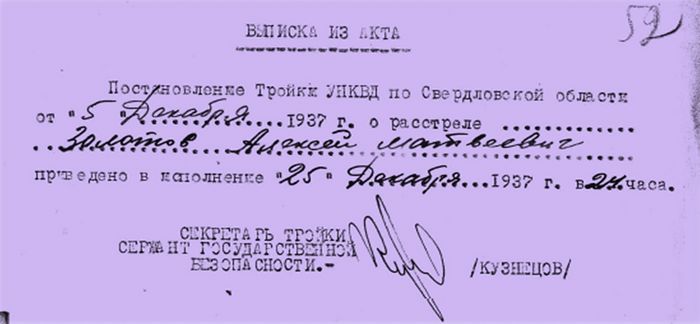 52
ВЫПИСКА ИЗ АКТА
Постановление Тройки УНКВД по Свердловской области
от "5" Декабря 1937 г. о расстреле
Золотов Алексей Матвеевич
приведено в исполнение "25" Декабря 1937 г. в 24 часа.
СЕКРЕТАРЬ ТРОЙКИ
СЕРЖАНТ ГОСУДАРСТВЕННОЙ
БЕЗОПАСНОСТИ.-
/КУЗНЕЦОВ/